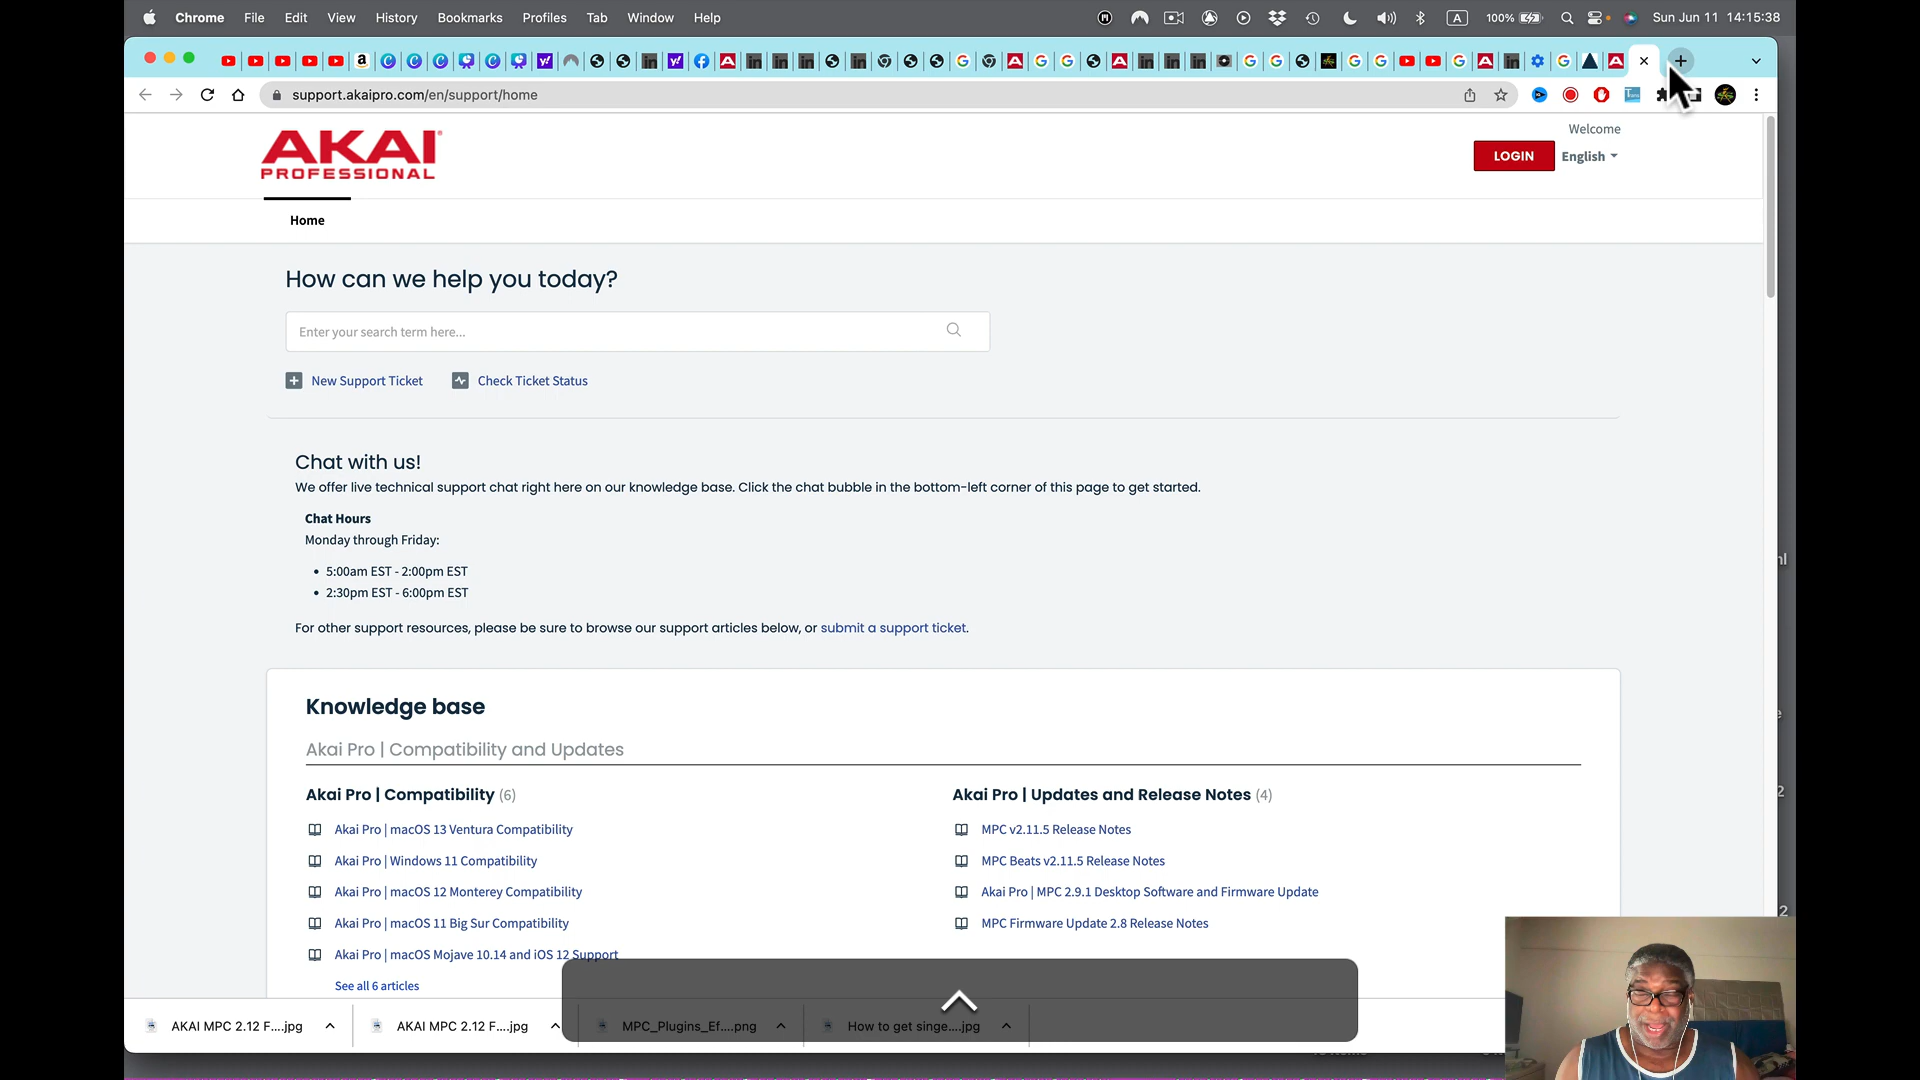 Chrome File Edit View History Bookmarks Profiles Tab Window Help
A 100% Sun Jun 11 14:15:38
support.akaipro.com/en/support/home
AKAI
PROFESSIONAL
Welcome
LOGIN English
Home
How can we help you today?
Enter your search term here...
New Support Ticket Check Ticket Status
Chat with us!
We offer live technical support chat right here on our knowledge base. Click the chat bubble in the bottom-left corner of this page to get started.
Chat Hours
Monday through Friday:
• 5:00am EST - 2:00pm EST
• 2:30pm EST - 6:00pm EST
For other support resources, please be sure to browse our support articles below, or submit a support ticket.
Knowledge base
Akai Pro | Compatibility and Updates
Akai Pro | Compatibility (6)
Akai Pro | macOS 13 Ventura Compatibility
Akai Pro | Windows 11 Compatibility
Akai Pro | macOS 12 Monterey Compatibility
Akai Pro | macOS 11 Big Sur Compatibility
Akai Pro | macOS Mojave 10.14 and iOS 12 Support
See all 6 articles
Akai Pro | Updates and Release Notes (4)
MPC v2.11.5 Release Notes
MPC Beats v2.11.5 Release Notes
Akai Pro | MPC 2.9.1 Desktop Software and Firmware Update
MPC Firmware Update 2.8 Release Notes
AKAI MPC 2.12 F....jpg AKAI MPC 2.12 F....jpg MPC_Plugins_Ef....png How to get singe....jpg